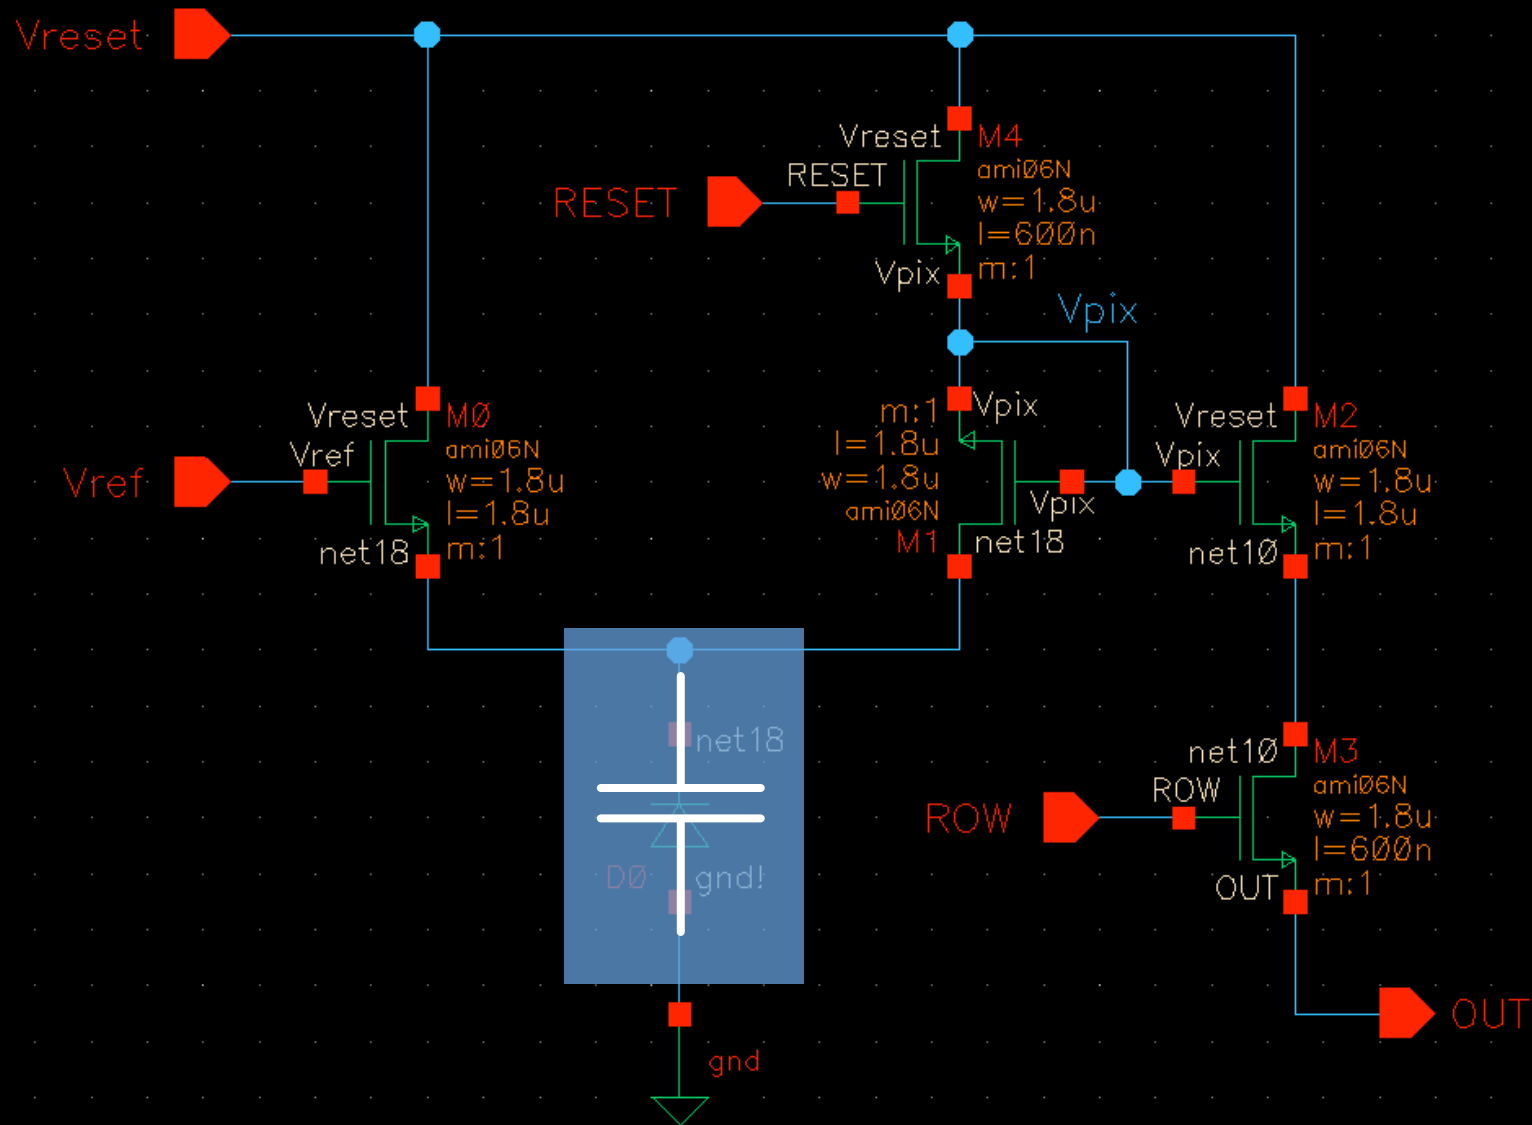 Vreset
Vreset
M4
RESET
RESET
ami06N
w=1.8u
l=600n
Vpix
m:1
Vpix
Vreset
M0
Vref
Vref
ami06N
w=1.8u
l=1.8u
net18
m:1
m:1
Vpix
l=1.8u
w=1.8u
ami06N
Vpix
M1
net18
Vreset
M2
Vpix
ami06N
w=1.8u
l=1.8u
net10
m:1
net18
D0
gnd!
gnd
net10
M3
ROW
ROW
ami06N
w=1.8u
l=600n
OUT
m:1
OUT